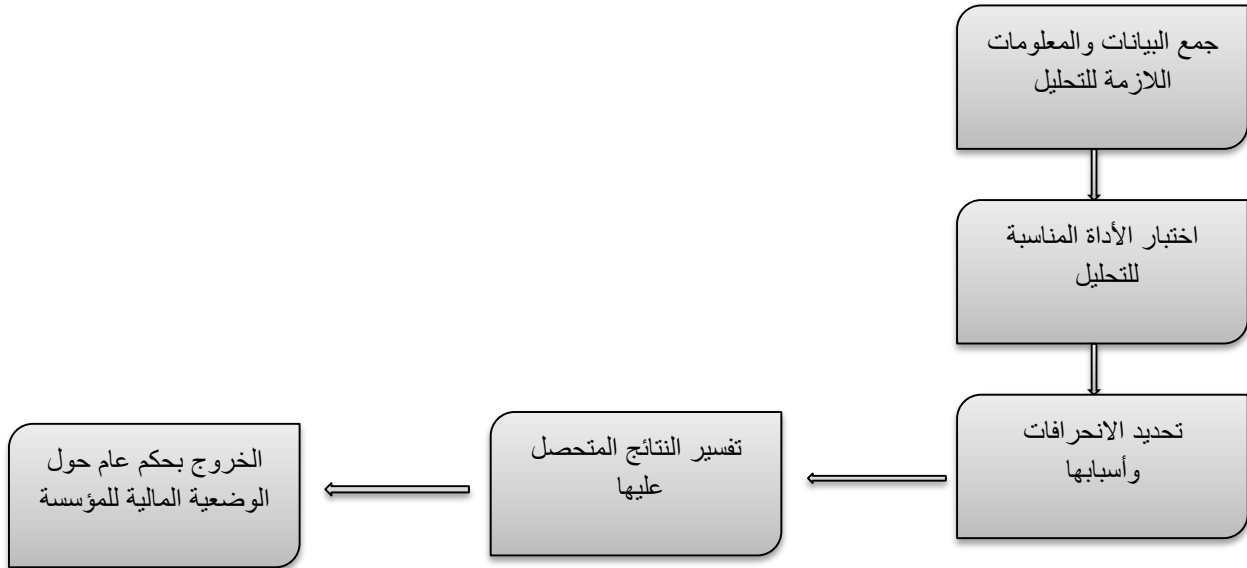 جمع البيانات والمعلومات
اللازمة للتحليل
اختبار الأداة المناسبة
للتحليل
تحديد الانحرافات
وأسبابها
تفسير النتائج المتحصل
عليها
الخروج بحكم عام حول
الوضعية المالية للمؤسسة